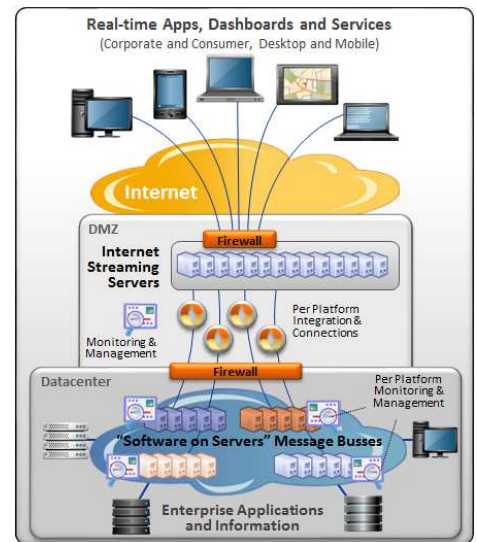 Real-time Apps, Dashboards and Services
(Corporate and Consumer, Desktop and Mobile)
Internet
DMZ
Firewall
Internet
Streaming
Servers
Monitoring &
Management
Per Platform
Integration &
Connections
Firewall
Datacenter
Per Platform
Monitoring &
Management
“Software on Servers” Message Busses
Enterprise Applications
and Information